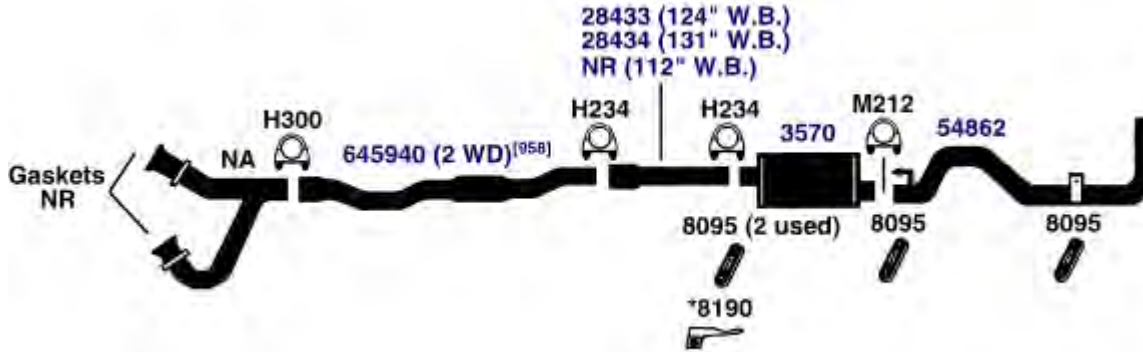 28433 (124" W.B.)
28434 (131" W.B.)
NR (112" W.B.)
H300
H234
H234
M212
NA
645940 (2 WD)[958]
3570
54862
Gaskets
NR
8095 (2 used)
8095
8095
*8190